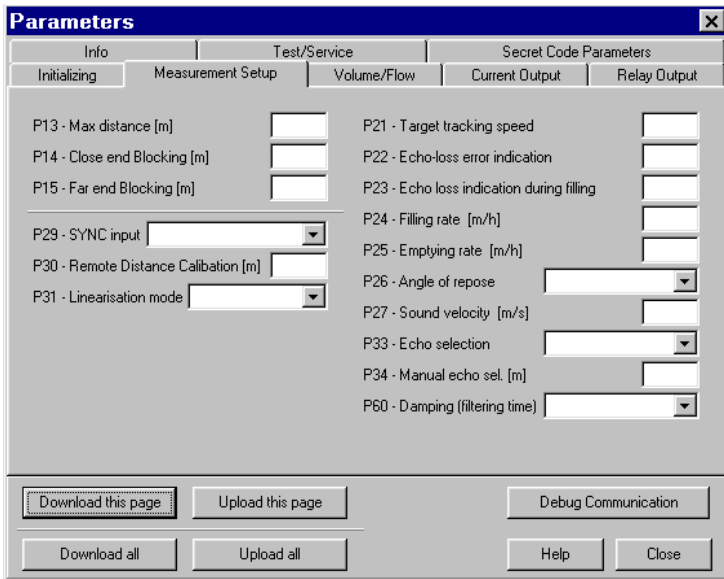 Parameters
Info
Test/Service
Secret Code Parameters
Initializing
Measurement Setup
Volume/Flow
Current Output
Relay Output
P13 - Max distance [m]
P14 - Close end Blocking [m]
P15 - Far end Blocking [m]
P29 - SYNC input
P30 - Remote Distance Calibation [m]
P31 - Linearisation mode
P21 - Target tracking speed
P22 - Echo-loss error indication
P23 - Echo loss indication during filling
P24 - Filling rate [m/h]
P25 - Emptying rate [m/h]
P26 - Angle of repose
P27 - Sound velocity [m/s]
P33 - Echo selection
P34 - Manual echo sel. [m]
P60 - Damping (filtering time)
Download this page
Upload this page
Debug Communication
Download all
Upload all
Help
Close